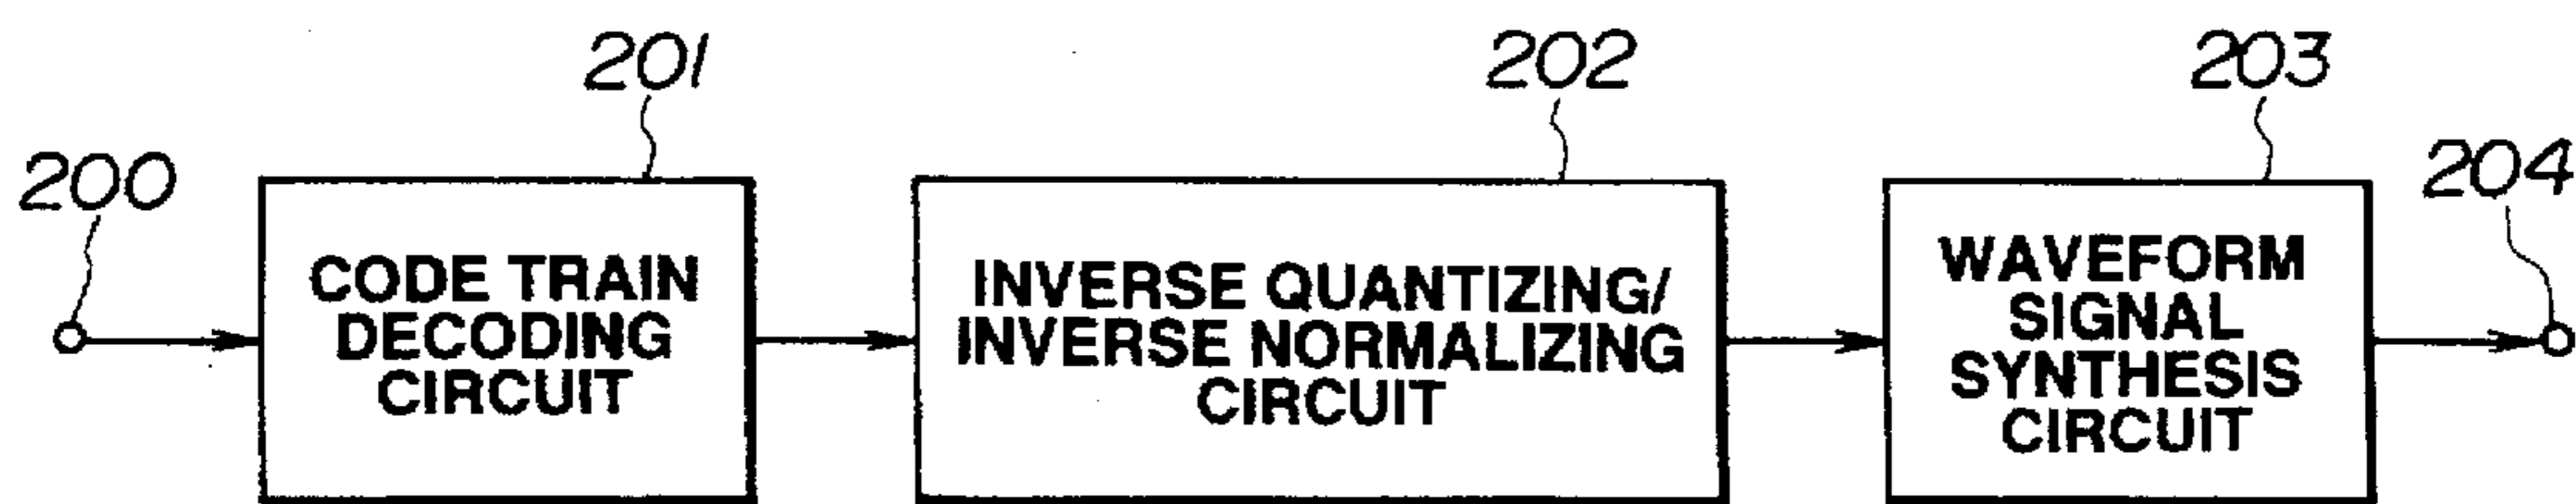 201
202
203
200
204
CODE TRAIN
DECODING
CIRCUIT
INVERSE QUANTIZING/
INVERSE NORMALIZING
CIRCUIT
WAVEFORM
SIGNAL
SYNTHESIS
CIRCUIT